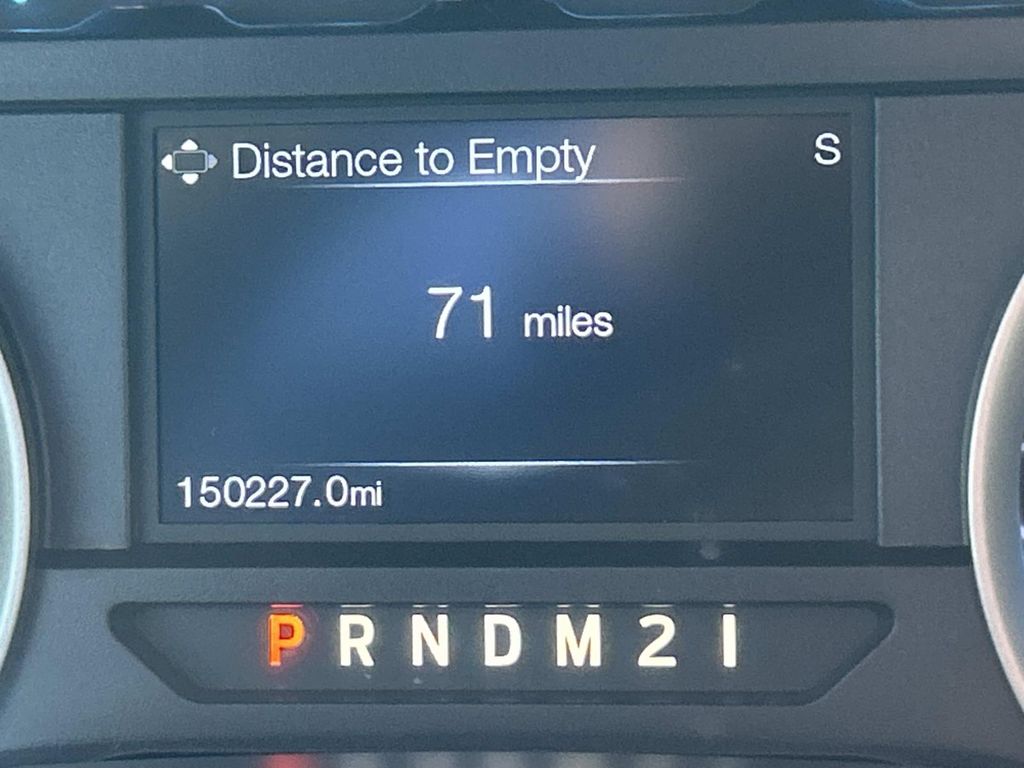 Distance to Empty S
71 miles
150227.0mi
P R N D M 2 1